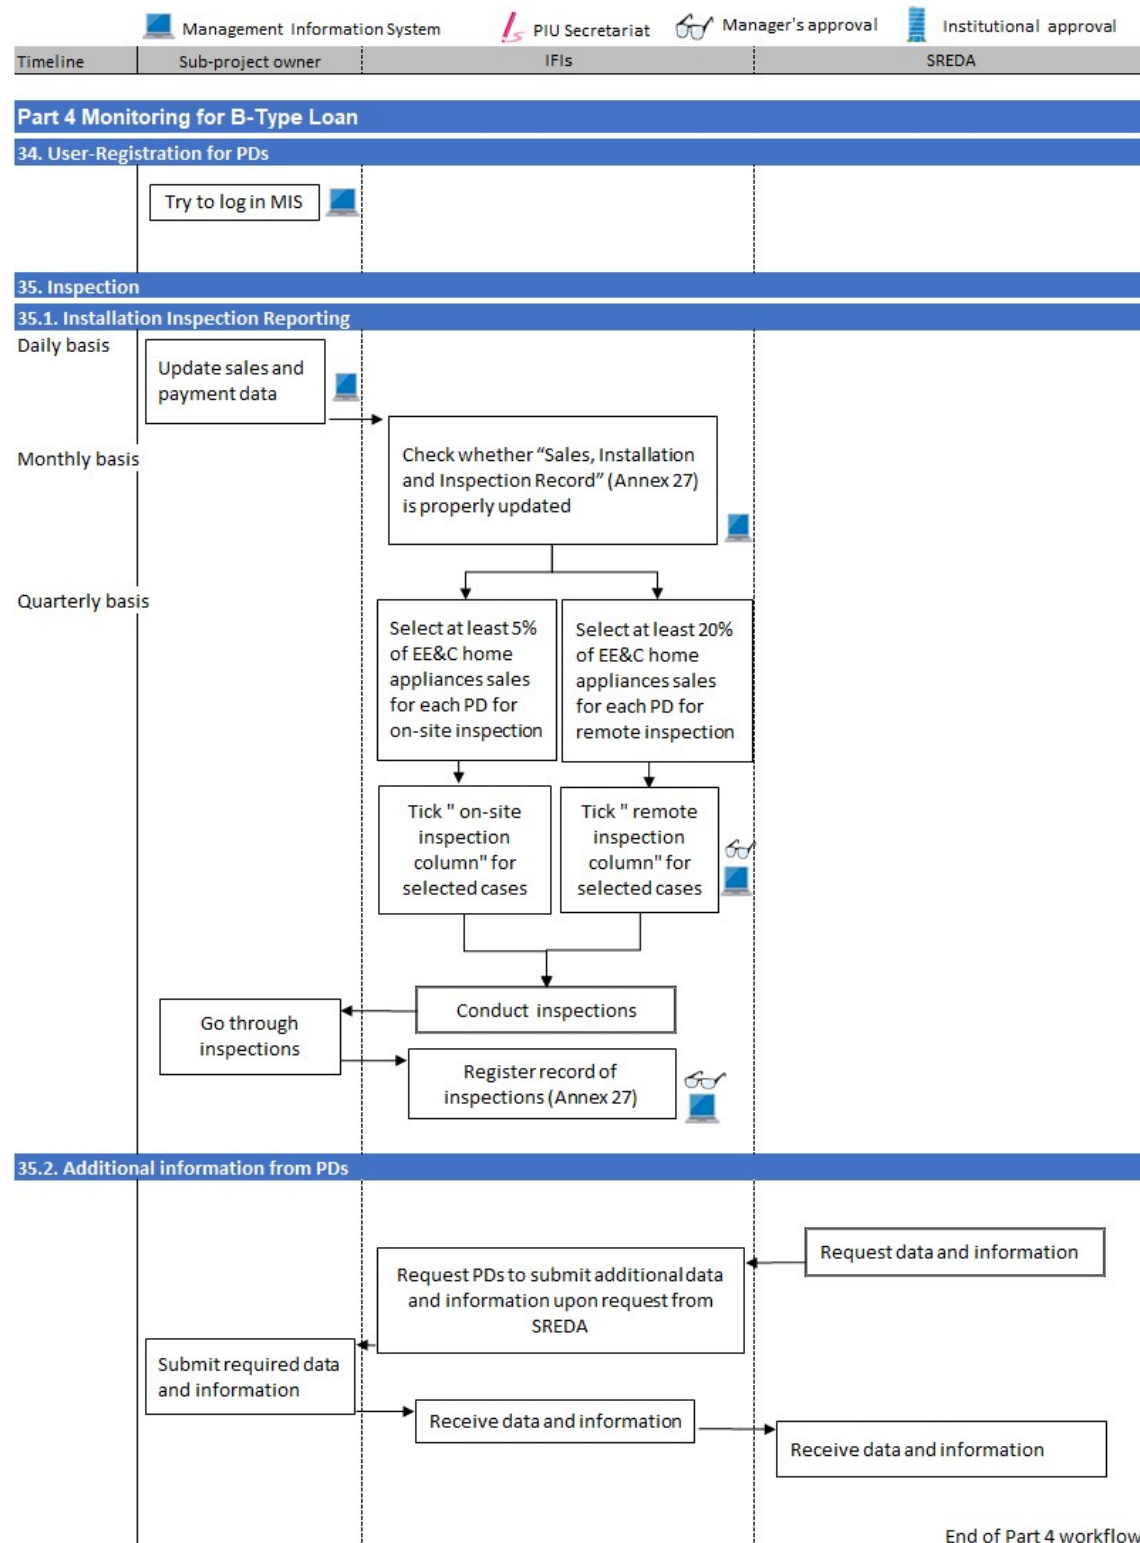 Management Information System
PIU Secretariat
Manager's approval
Institutional approval
Timeline
Sub-project owner
IFIs
SREDA
Part 4 Monitoring for B-Type Loan
34. User-Registration for PDs
Try to log in MIS
35. Inspection
35.1. Installation Inspection Reporting
Daily basis
Update sales and
payment data
Monthly basis
Check whether “Sales, Installation
and Inspection Record” (Annex 27)
is properly updated
Quarterly basis
Select at least 5%
of EE&C home
appliances sales
for each PD for
on-site inspection
Select at least 20%
of EE&C home
appliances sales
for each PD for
remote inspection
Tick " on-site
inspection
column" for
selected cases
Tick " remote
inspection
column" for
selected cases
Conduct inspections
Go through
inspections
Register record of
inspections (Annex 27)
35.2. Additional information from PDs
Request data and information
Request PDs to submit additional data
and information upon request from
SREDA
Submit required data
and information
Receive data and information
Receive data and information
End of Part 4 workflow